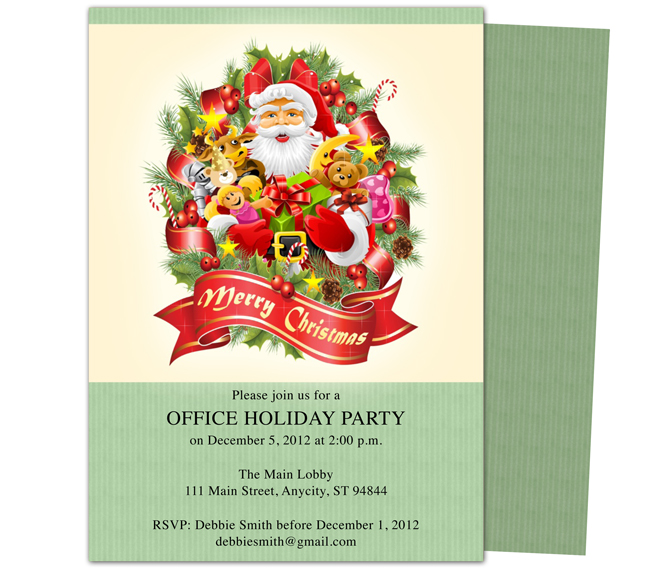 Merry Christmas
Please join us for a
OFFICE HOLIDAY PARTY
on December 5, 2012 at 2:00 p.m.
The Main Lobby
111 Main Street, Anycity, ST 94844
RSVP: Debbie Smith before December 1, 2012
debbiesmith@gmail.com